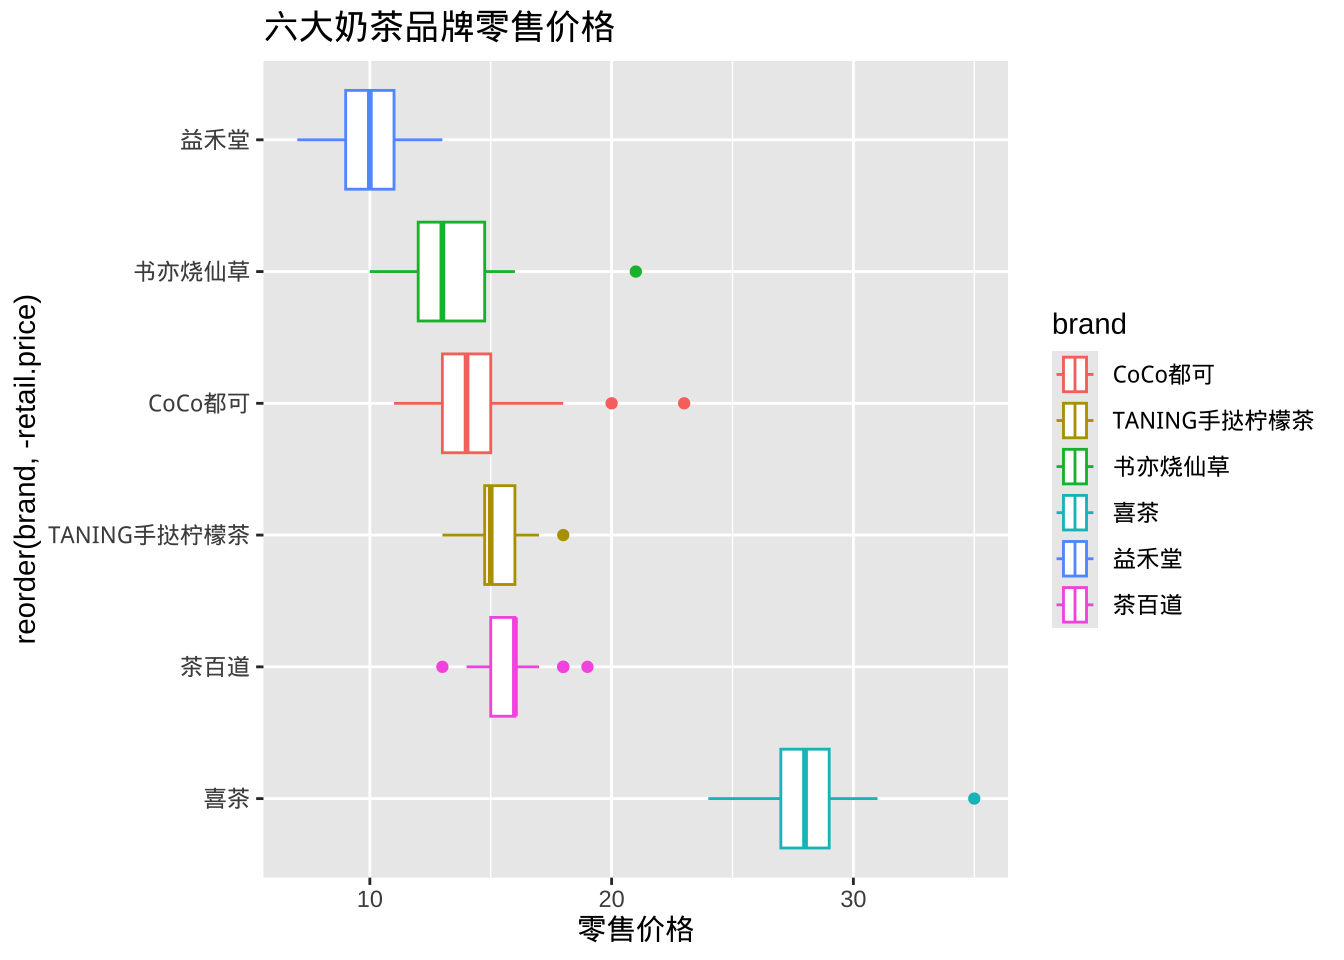 六大奶茶品牌零售价格
reorder(brand, -retail.price)
益禾堂
书亦烧仙草
CoCo都可
TANING手挞柠檬茶
茶百道
喜茶
10 20 30
零售价格
brand
CoCo都可
TANING手挞柠檬茶
书亦烧仙草
喜茶
益禾堂
茶百道